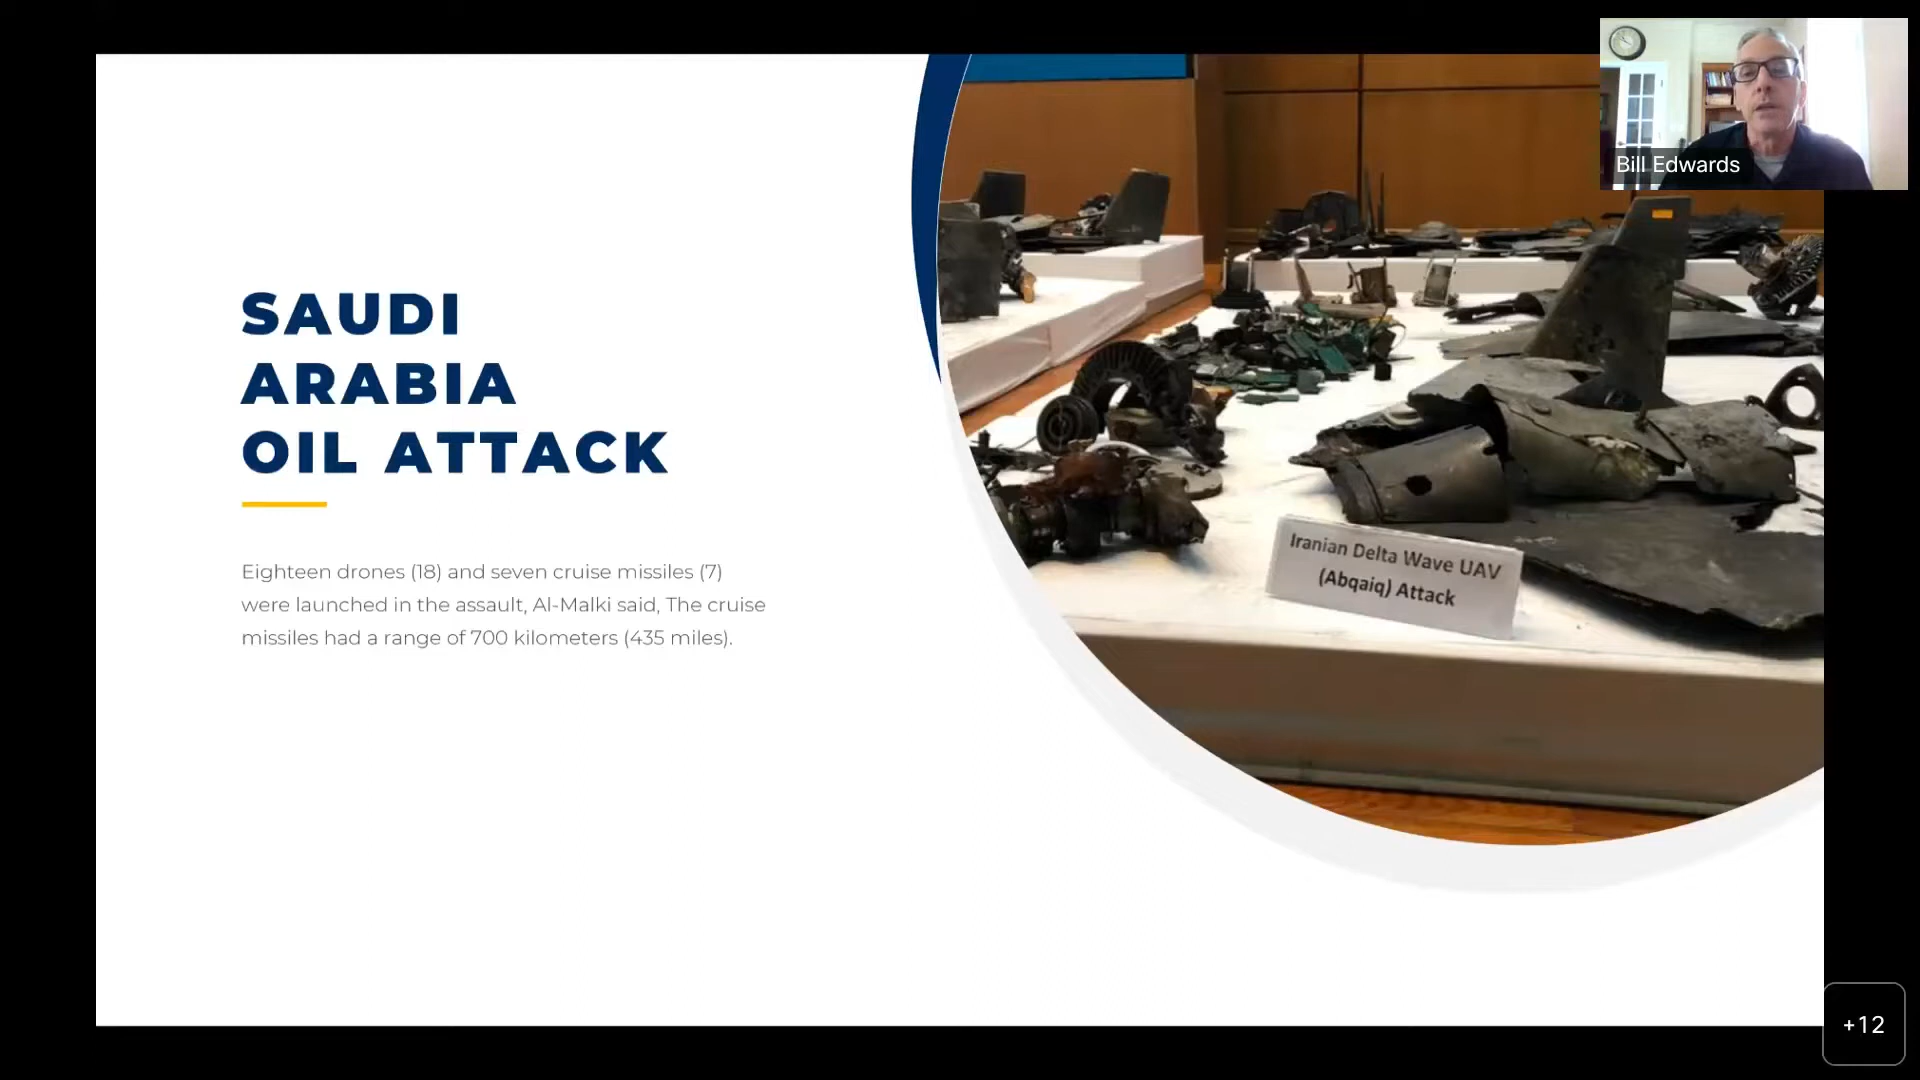 SAUDI
ARABIA
OIL ATTACK
Eighteen drones (18) and seven cruise missiles (7)
were launched in the assault, Al-Malki said, The cruise
missiles had a range of 700 kilometers (435 miles).
Iranian Delta Wave UAV
(Abqaiq) Attack
Bill Edwards
+12